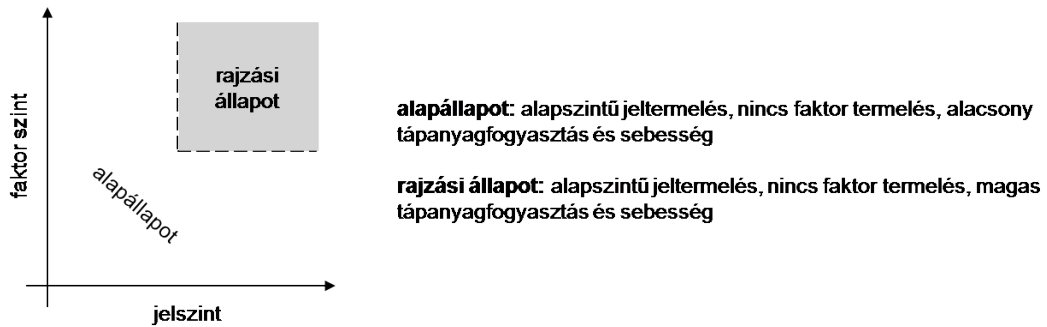 faktor szint
rajzási
állapot
alapállapot
jelszint
alapállapot: alapszintű jeltermelés, nincs faktor termelés, alacsony
tápanyagfogyasztás és sebesség
rajzási állapot: alapszintű jeltermelés, nincs faktor termelés, magas
tápanyagfogyasztás és sebesség